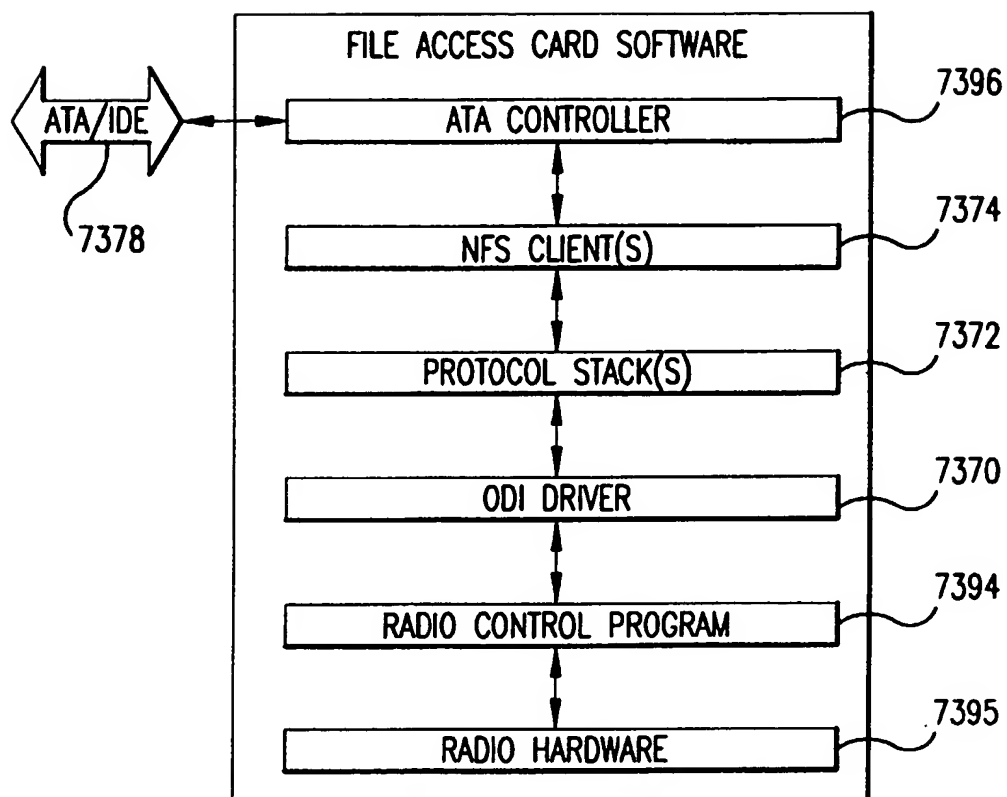 FILE ACCESS CARD SOFTWARE
7396
ATA/IDE
ATA CONTROLLER
7378
7374
NFS CLIENT(S)
7372
PROTOCOL STACK(S)
7370
ODI DRIVER
7394
RADIO CONTROL PROGRAM
7395
RADIO HARDWARE